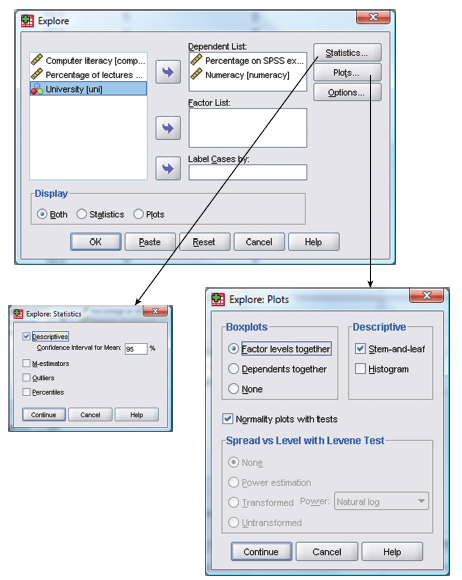 Explore
Dependent List:
Computer literacy [comp...
Percentage of lectures ...
University [uni]
Percentage on SPSS ex...
Numeracy [numeracy]
Statistics...
Plots...
Options...
Factor List:
Label Cases by:
Display
Both Statistics Plots
OK Paste Reset Cancel Help
Explore: Statistics
Descriptives
Confidence Interval for Mean: 95 %
M-estimators
Outliers
Percentiles
Continue Cancel Help
Explore: Plots
Boxplots
Factor levels together
Dependents together
None
Descriptive
Stem-and-leaf
Histogram
Normality plots with tests
Spread vs Level with Levene Test
None
Power estimation
Transformed Power: Natural log
Untransformed
Continue Cancel Help